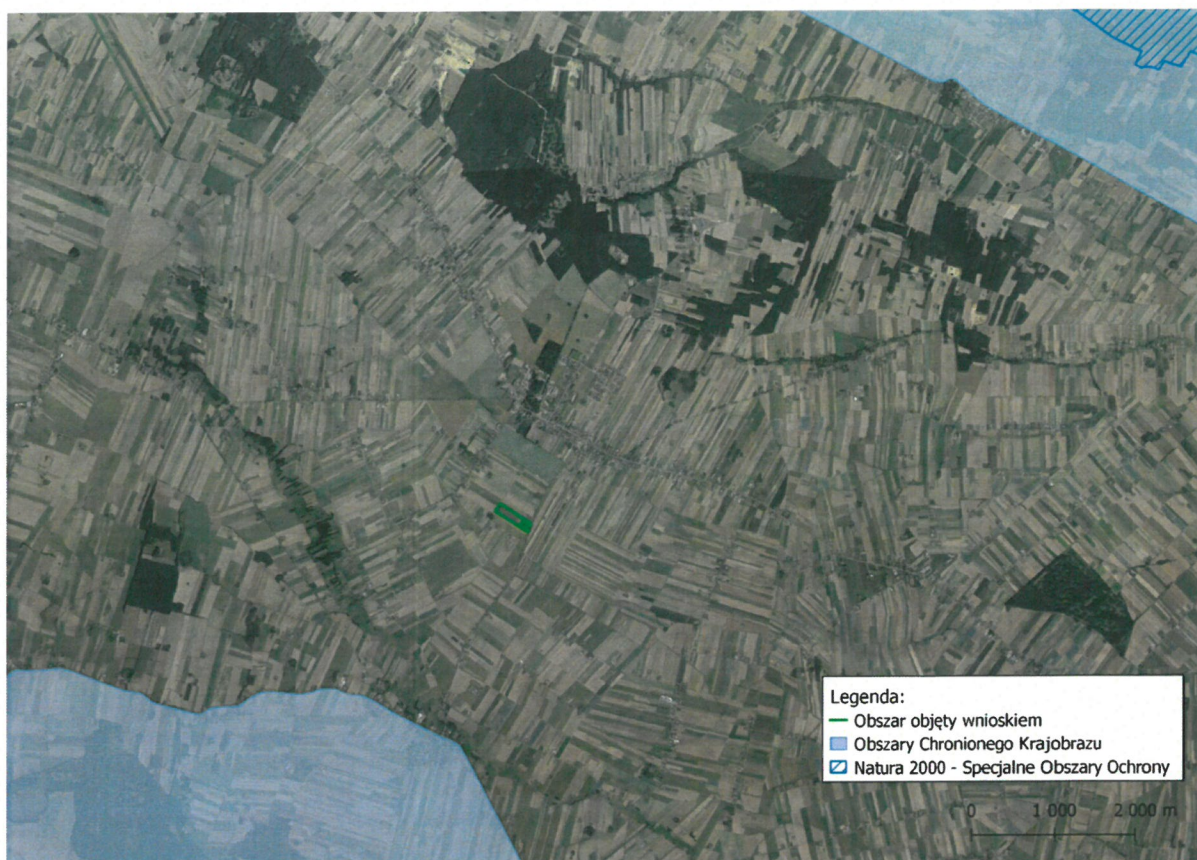 Legenda:
Obszar objęty wnioskiem
Obszary Chronionego Krajobrazu
Natura 2000 - Specjalne Obszary Ochrony
0 1 000 2 000 m